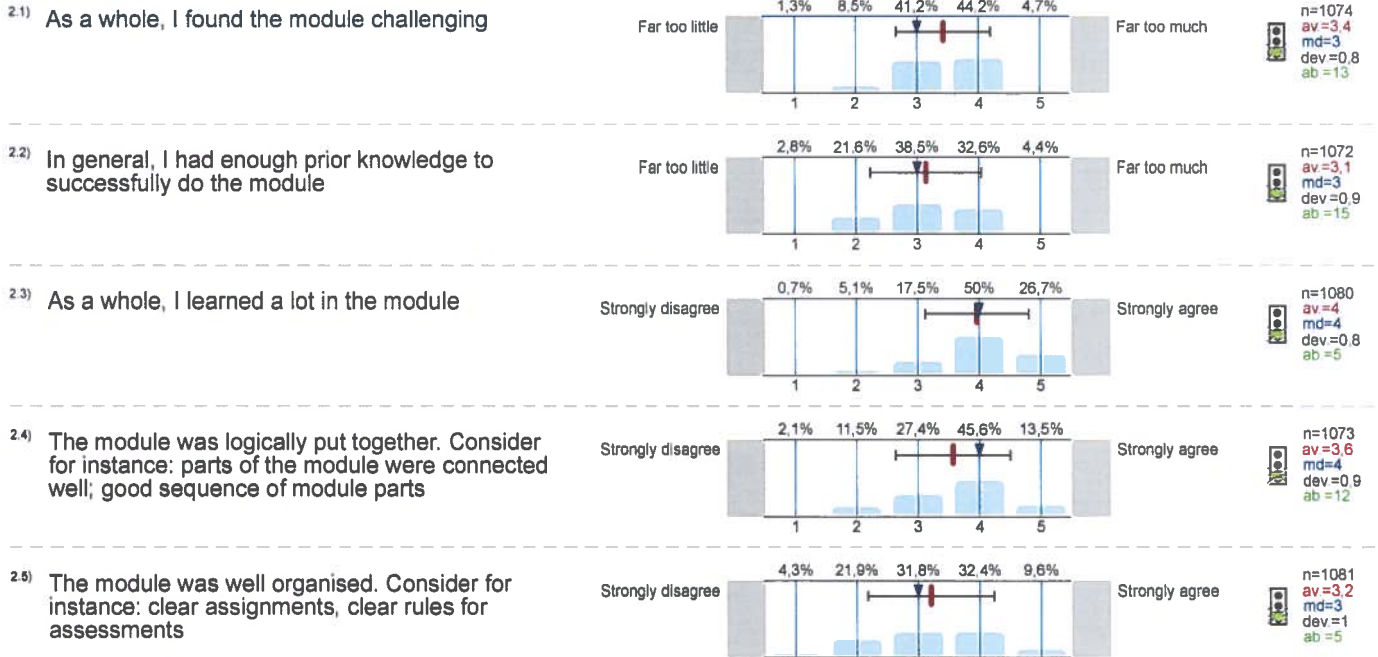 2.1) As a whole, I found the module challenging
1,3% 8,5% 41,2% 44,2% 4,7%
Far too little
Far too much
1 2 3 4 5
n=1074
av.=3,4
md=3
dev.=0,8
ab.=13
2.2) In general, I had enough prior knowledge to
successfully do the module
2,8% 21,6% 38,5% 32,6% 4,4%
Far too little
Far too much
1 2 3 4 5
n=1072
av.=3,1
md=3
dev.=0,9
ab.=15
2.3) As a whole, I learned a lot in the module
0,7% 5,1% 17,5% 50% 26,7%
Strongly disagree
Strongly agree
1 2 3 4 5
n=1080
av.=4
md=4
dev.=0,8
ab.=5
2.4) The module was logically put together. Consider
for instance: parts of the module were connected
well; good sequence of module parts
2,1% 11,5% 27,4% 45,6% 13,5%
Strongly disagree
Strongly agree
1 2 3 4 5
n=1073
av.=3,6
md=4
dev.=0,9
ab.=12
2.5) The module was well organised. Consider for
instance: clear assignments, clear rules for
assessments
4,3% 21,9% 31,8% 32,4% 9,6%
Strongly disagree
Strongly agree
n=1081
av.=3,2
md=3
dev.=1
ab.=5